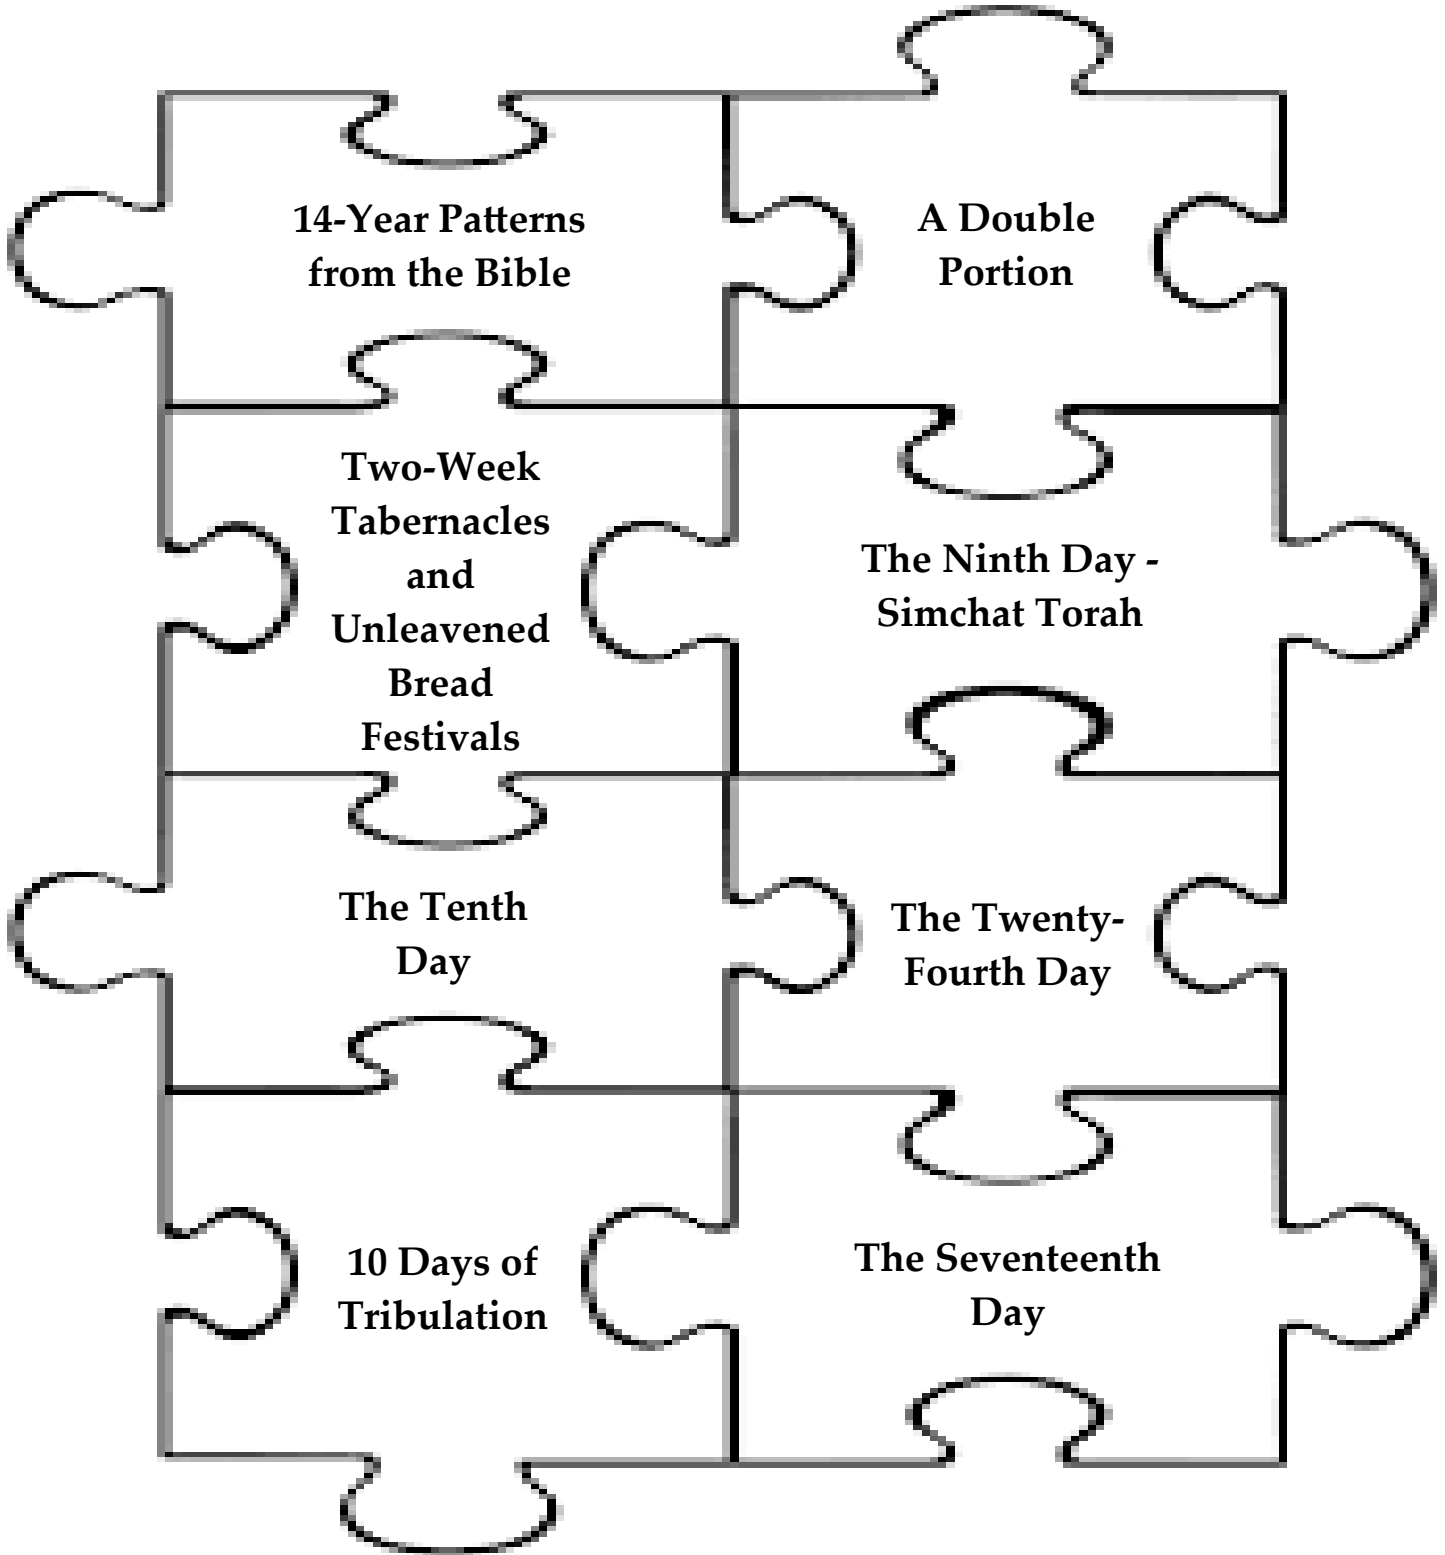 14-Year Patterns
from the Bible
A Double
Portion
Two-Week
Tabernacles
and
Unleavened
Bread
Festivals
The Ninth Day -
Simchat Torah
The Tenth
Day
The Twenty-
Fourth Day
10 Days of
Tribulation
The Seventeenth
Day